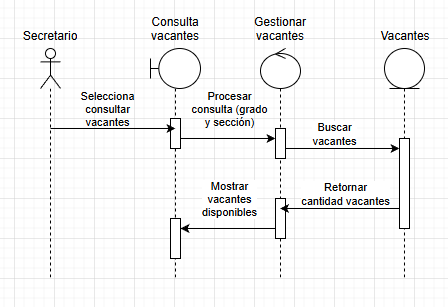 Secretario
Consulta
vacantes
Gestionar
vacantes
Vacantes
Selecciona
consultar
vacantes
Procesar
consulta (grado
y sección)
Buscar
vacantes
Mostrar
vacantes
disponibles
Retornar
cantidad vacantes